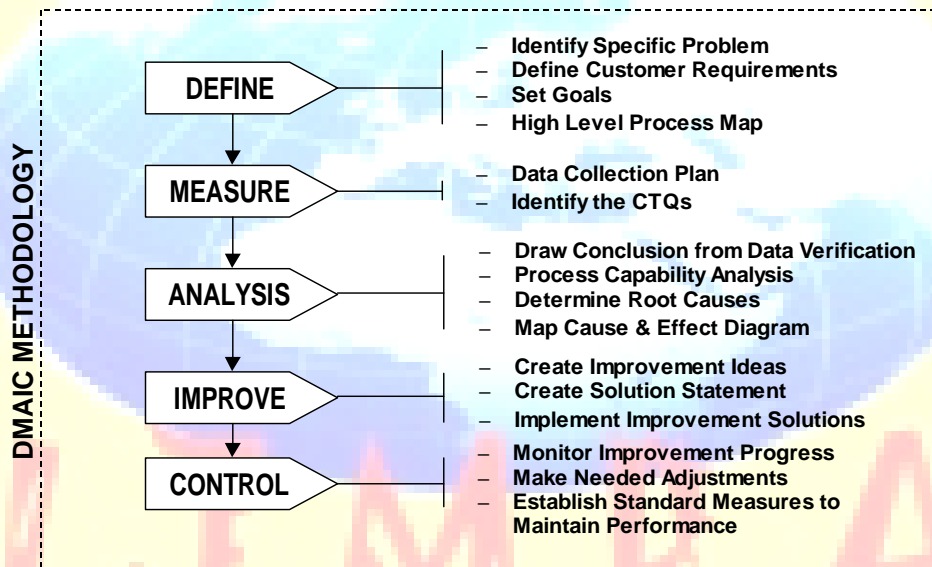 DMAIC METHODOLOGY
DEFINE
– Identify Specific Problem
– Define Customer Requirements
– Set Goals
– High Level Process Map
MEASURE
– Data Collection Plan
– Identify the CTQs
ANALYSIS
– Draw Conclusion from Data Verification
– Process Capability Analysis
– Determine Root Causes
– Map Cause & Effect Diagram
IMPROVE
– Create Improvement Ideas
– Create Solution Statement
– Implement Improvement Solutions
CONTROL
– Monitor Improvement Progress
– Make Needed Adjustments
– Establish Standard Measures to
Maintain Performance